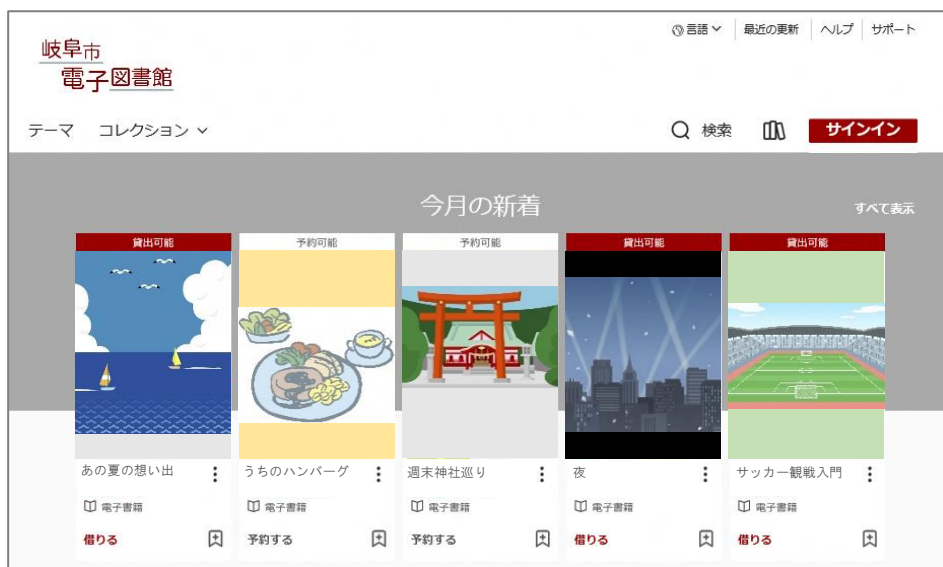 言語
最近の更新
ヘルプ
サポート
岐阜市
電子図書館
テーマ
コレクション
検索
サインイン
今月の新着
すべて表示
貸出可能
予約可能
予約可能
貸出可能
貸出可能
あの夏の想い出
うちのハンバーグ
週末神社巡り
夜
サッカー観戦入門
電子書籍
電子書籍
電子書籍
電子書籍
電子書籍
借りる
予約する
予約する
借りる
借りる